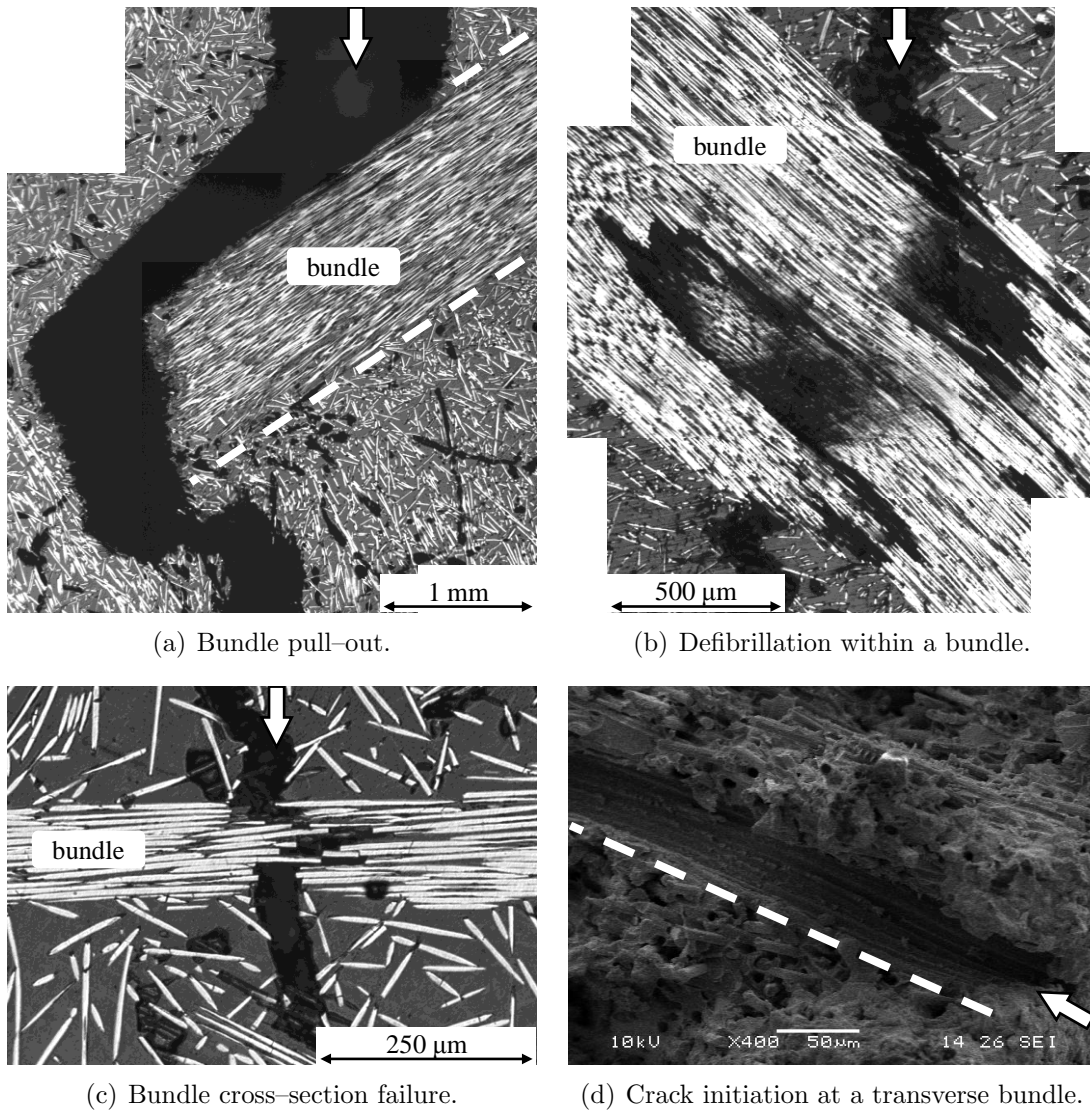 bundle
1 mm
(a) Bundle pull–out.
bundle
500 μm
(b) Defibrillation within a bundle.
bundle
250 μm
(c) Bundle cross–section failure.
10kV X400 50μm 14 26 SEI
(d) Crack initiation at a transverse bundle.